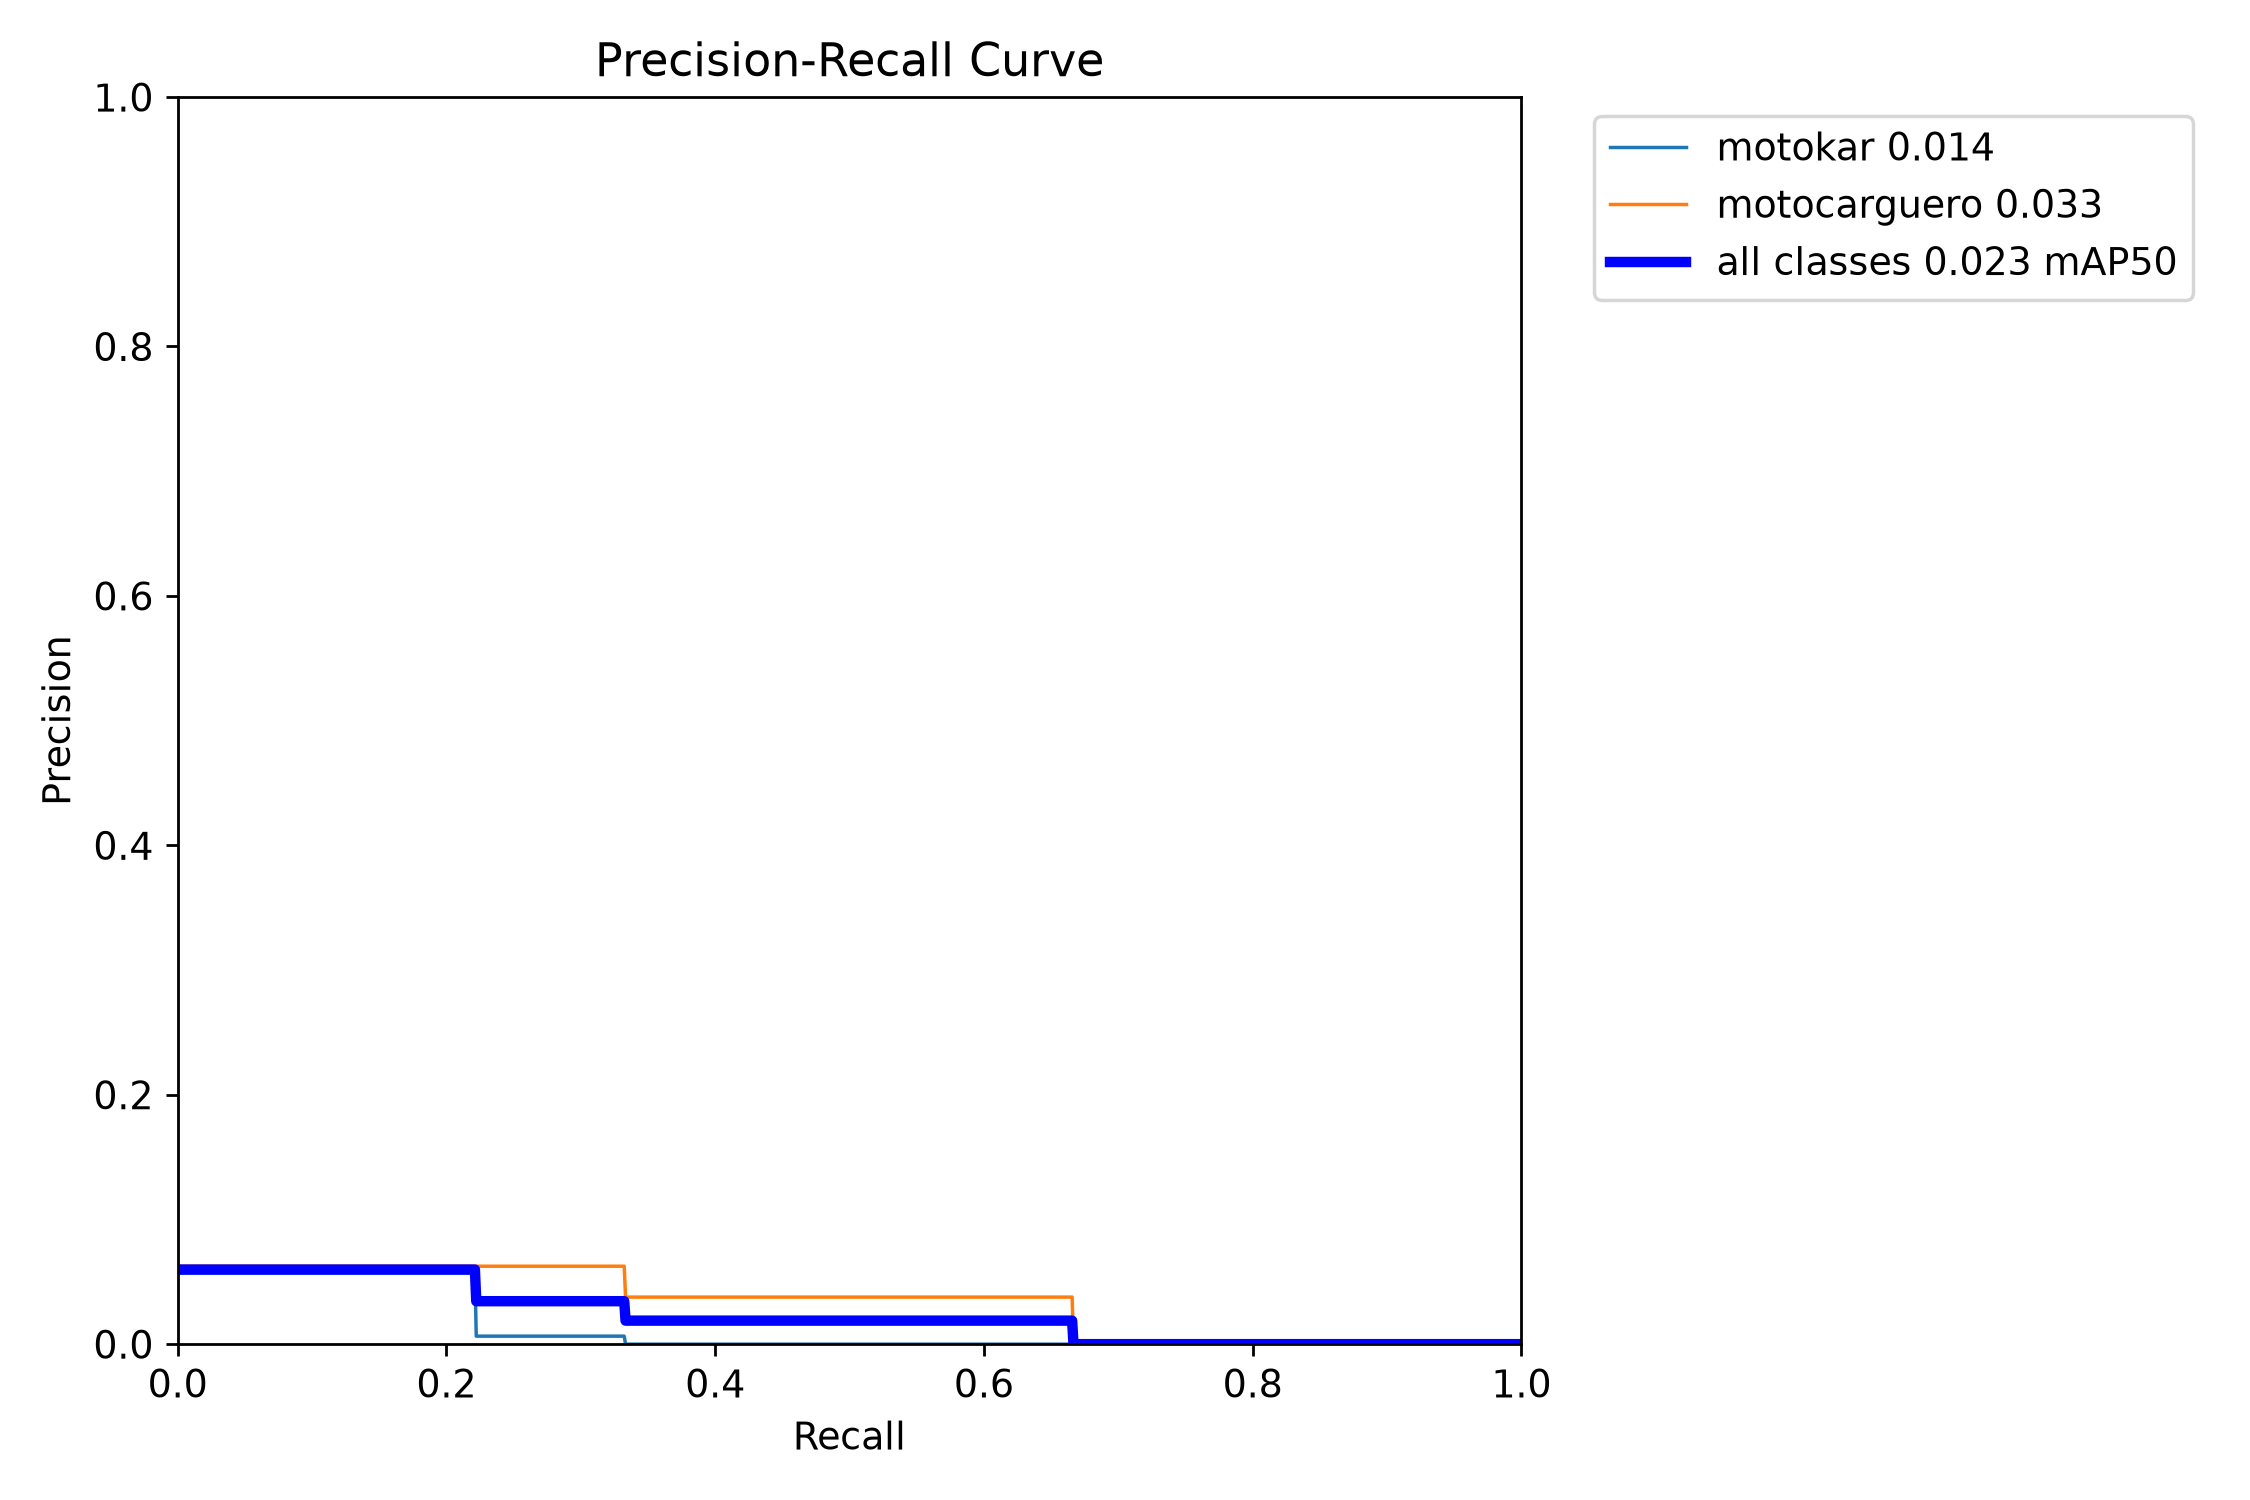 Precision-Recall Curve
1.0
0.8
0.6
0.4
0.2
0.0
Precision
0.0 0.2 0.4 0.6 0.8 1.0
Recall
motokar 0.014
motocarguero 0.033
all classes 0.023 mAP50